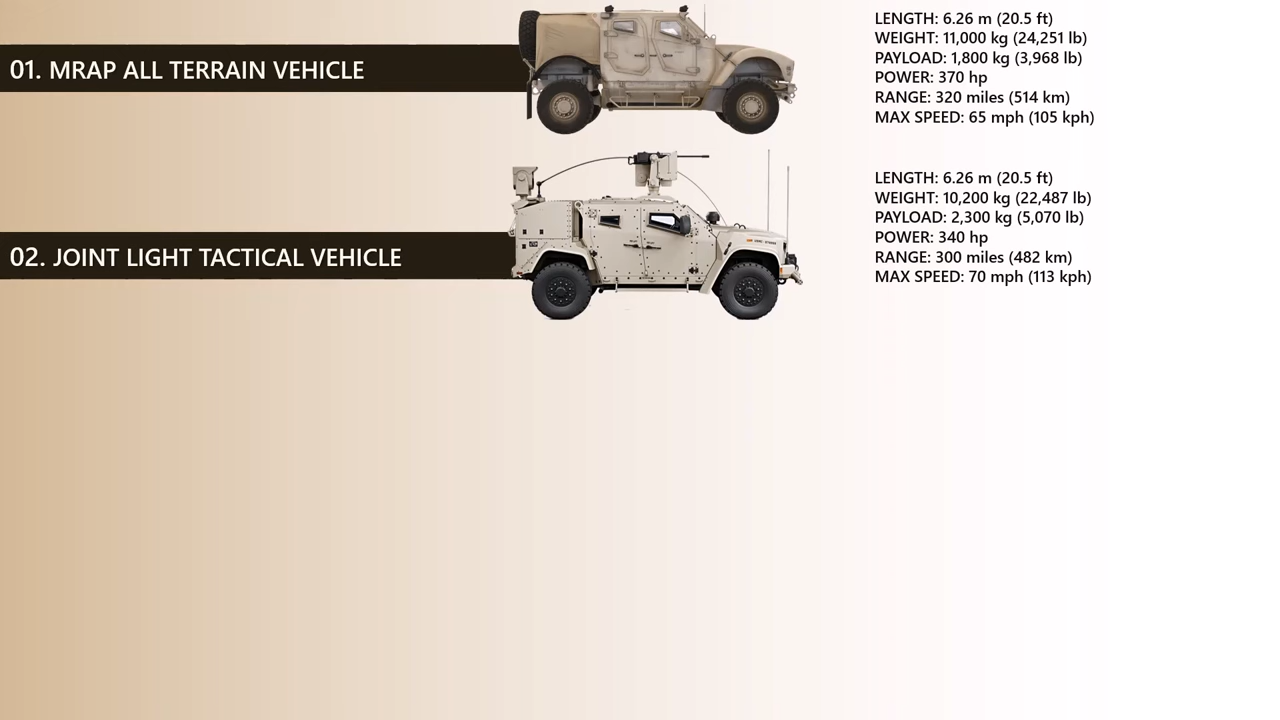 01. MRAP ALL TERRAIN VEHICLE
LENGTH: 6.26 m (20.5 ft)
WEIGHT: 11,000 kg (24,251 lb)
PAYLOAD: 1,800 kg (3,968 lb)
POWER: 370 hp
RANGE: 320 miles (514 km)
MAX SPEED: 65 mph (105 kph)
02. JOINT LIGHT TACTICAL VEHICLE
LENGTH: 6.26 m (20.5 ft)
WEIGHT: 10,200 kg (22,487 lb)
PAYLOAD: 2,300 kg (5,070 lb)
POWER: 340 hp
RANGE: 300 miles (482 km)
MAX SPEED: 70 mph (113 kph)